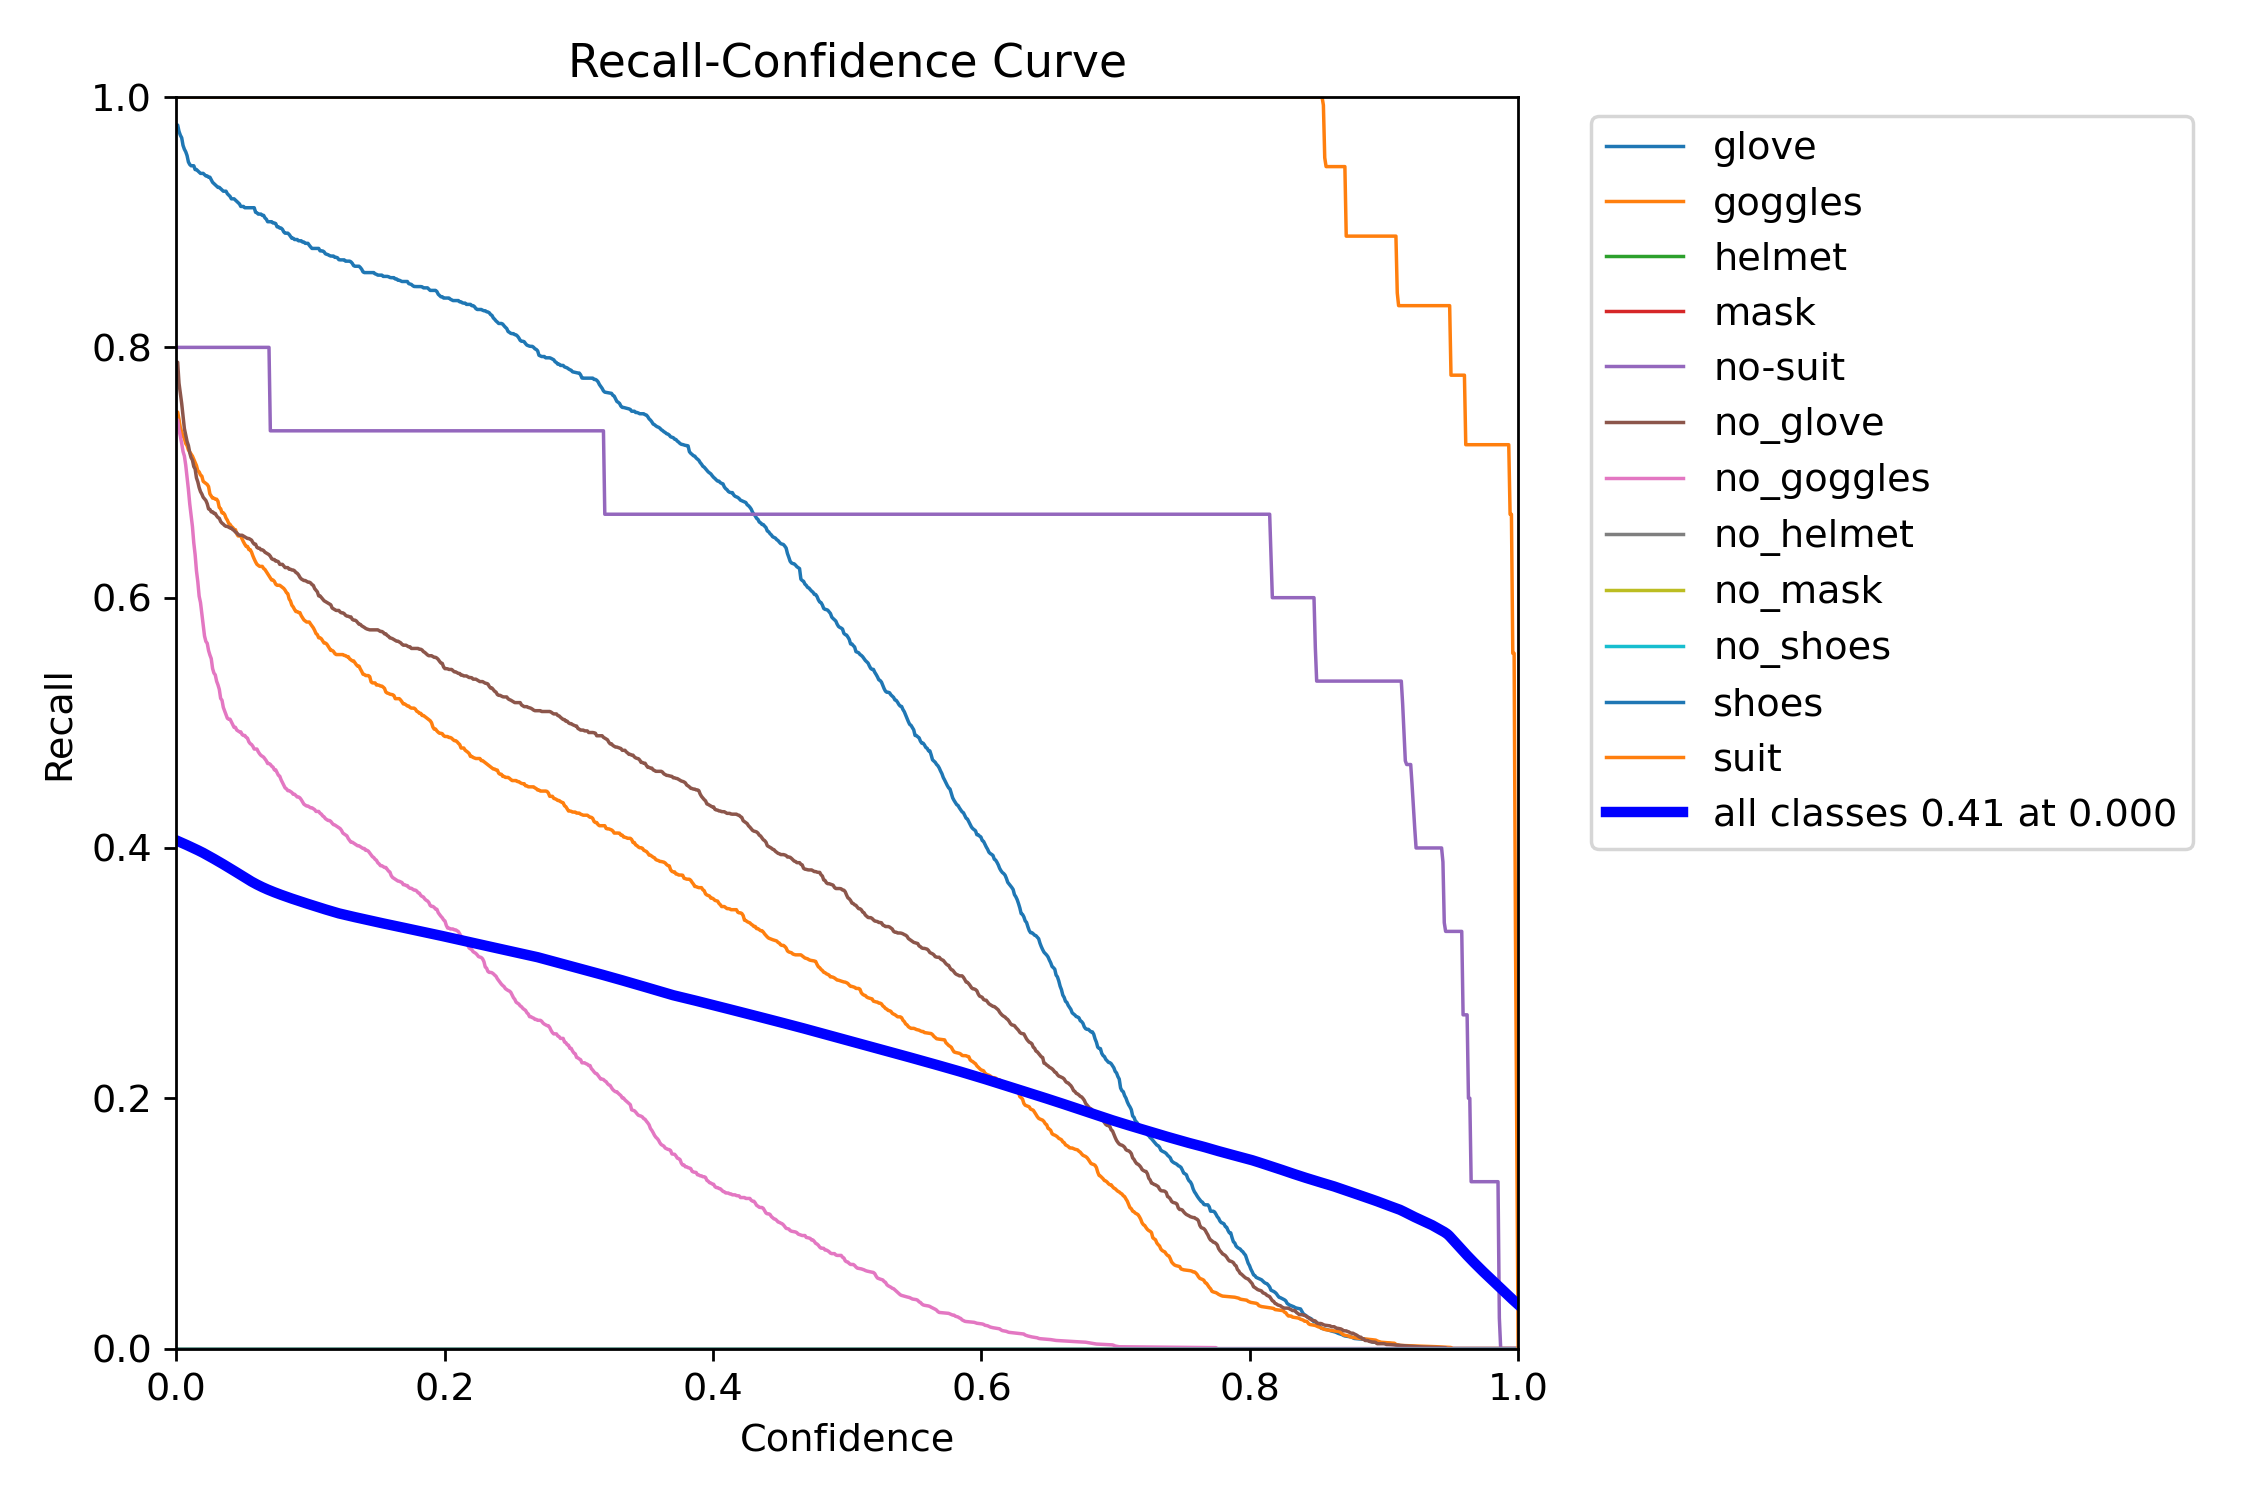 Recall-Confidence Curve
1.0
0.8
0.6
0.4
0.2
0.0
Recall
0.0 0.2 0.4 0.6 0.8 1.0
Confidence
glove
goggles
helmet
mask
no-suit
no_glove
no_goggles
no_helmet
no_mask
no_shoes
shoes
suit
all classes 0.41 at 0.000